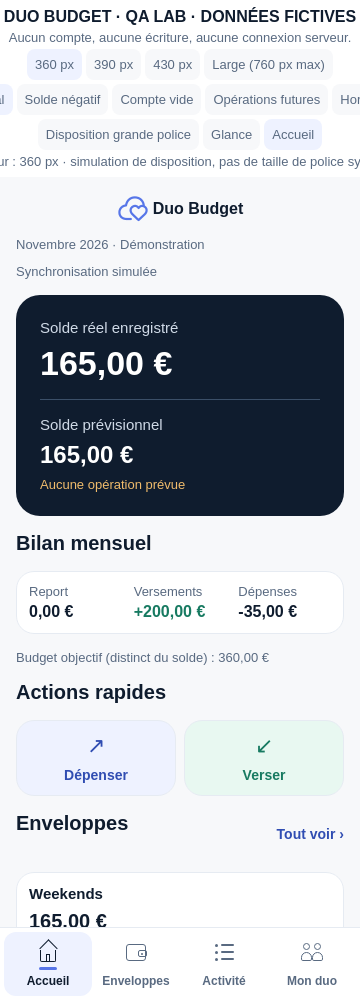 DUO BUDGET · QA LAB · DONNÉES FICTIVES
Aucun compte, aucune écriture, aucune connexion serveur.
360 px 390 px 430 px Large (760 px max)
Solde négatif Compte vide Opérations futures
Disposition grande police Glance Accueil
: 360 px · simulation de disposition, pas de taille de police
Duo Budget
Novembre 2026 · Démonstration
Synchronisation simulée
Solde réel enregistré
165,00 €
Solde prévisionnel
165,00 €
Aucune opération prévue
Bilan mensuel
Report Versements Dépenses
0,00 € +200,00 € -35,00 €
Budget objectif (distinct du solde) : 360,00 €
Actions rapides
↗ ↙
Dépenser Verser
Enveloppes
Tout voir ›
Weekends
165,00 €
Accueil Enveloppes Activité Mon duo